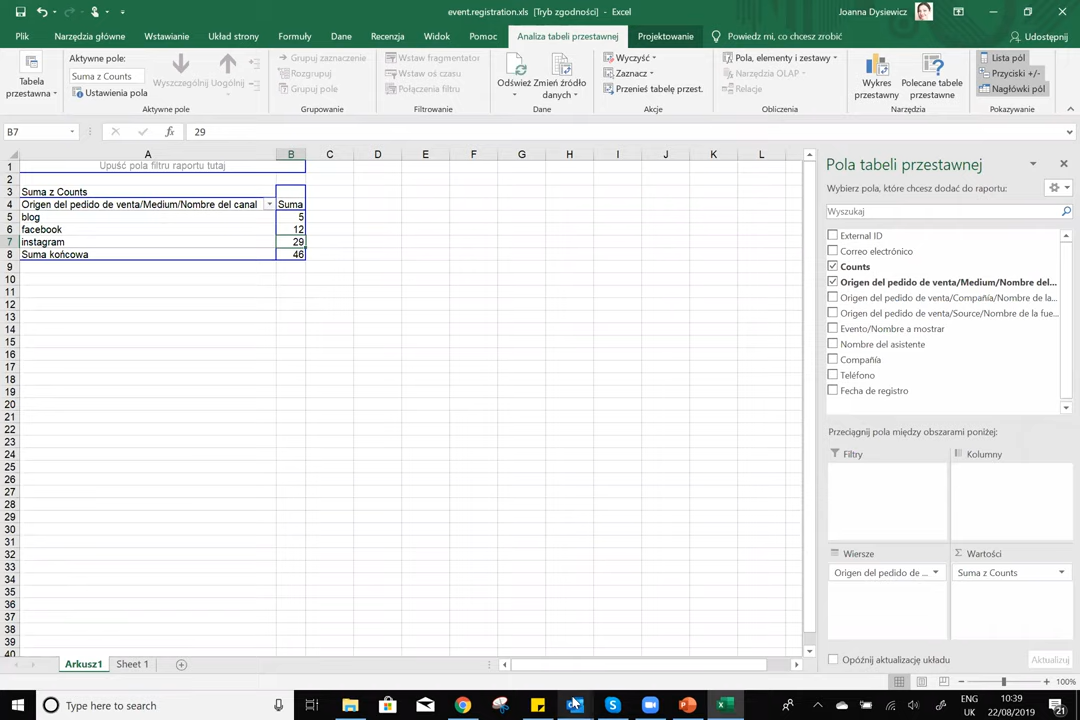 event.registration.xls [Tryb zgodności] - Excel
Joanna Dysiewicz
Plik Narzędzia główne Wstawianie Układ strony Formuły Dane Recenzja Widok Pomoc Analiza tabeli przestawnej Projektowanie Powiedz mi, co chcesz zrobić Udostępnij
Tabela przestawna
Aktywne pole:
Suma z Counts
Ustawienia pola
Wyszczególnij
Uogólnij
Aktywne pole
Grupuj zaznaczenie
Rozgrupuj
Grupuj pole
Grupowanie
Wstaw fragmentator
Wstaw oś czasu
Połączenia filtru
Filtrowanie
Odśwież
Zmień źródło danych
Dane
Wyczyść
Zaznacz
Przenieś tabelę przest.
Akcje
Pola, elementy i zestawy
Narzędzia OLAP
Relacje
Obliczenia
Wykres przestawny
Polecane tabele przestawne
Narzędzia
Lista pól
Przyciski +/-
Nagłówki pól
Pokazywanie
B7 fx 29
A B C D E F G H I J K L
1 Upuść pola filtru raportu tutaj
2
3 Suma z Counts
4 Origen del pedido de venta/Medium/Nombre del canal Suma
5 blog 5
6 facebook 12
7 instagram 29
8 Suma końcowa 46
9
10
11
12
13
14
15
16
17
18
19
20
21
22
23
24
25
26
27
28
29
30
31
32
33
34
35
36
37
38
39
40
Pola tabeli przestawnej
Wybierz pola, które chcesz dodać do raportu:
Wyszukaj
External ID
Correo electrónico
Counts
Origen del pedido de venta/Medium/Nombre del...
Origen del pedido de venta/Compañía/Nombre de la...
Origen del pedido de venta/Source/Nombre de la fue...
Evento/Nombre a mostrar
Nombre del asistente
Compañía
Teléfono
Fecha de registro
Przeciągnij pola między obszarami poniżej:
Filtry
Kolumny
Wiersze
Σ Wartości
Origen del pedido de ...
Suma z Counts
Opóźnij aktualizację układu
Aktualizuj
Arkusz1 Sheet 1
100%
Type here to search
ENG
UK
10:39
22/08/2019
21